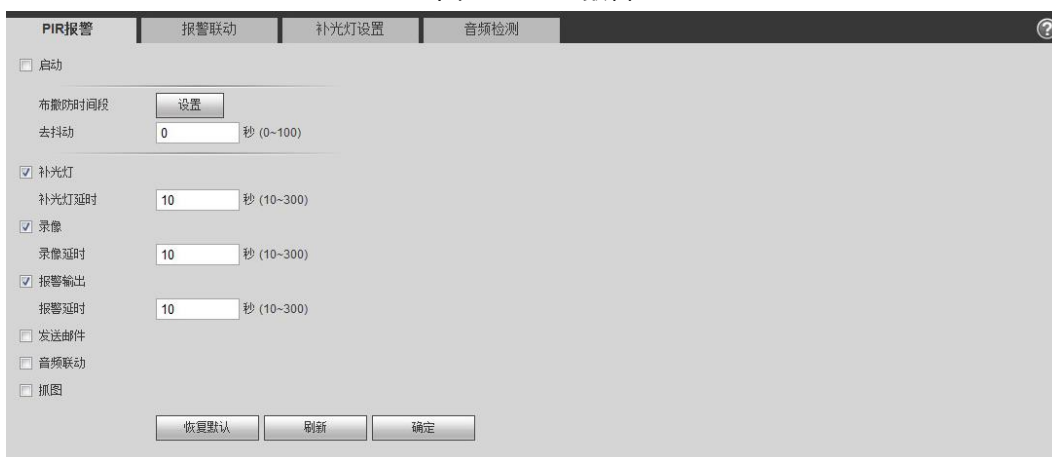 PIR报警 报警联动 补光灯设置 音频检测 ?
启动
布撤防时间段 设置
去抖动 0 秒 (0~100)
补光灯
补光灯延时 10 秒 (10~300)
录像
录像延时 10 秒 (10~300)
报警输出
报警延时 10 秒 (10~300)
发送邮件
音频联动
抓图
恢复默认 刷新 确定